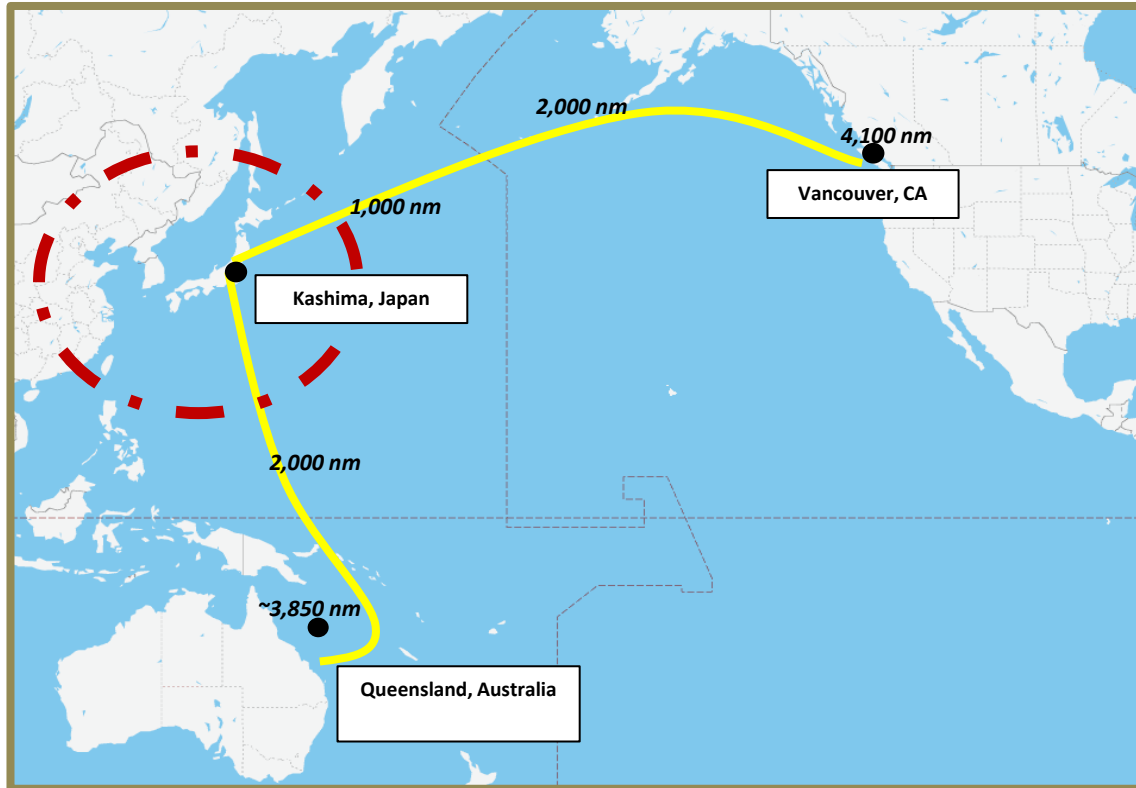 2,000 nm
4,100 nm
Vancouver, CA
1,000 nm
Kashima, Japan
2,000 nm
~3,850 nm
Queensland, Australia